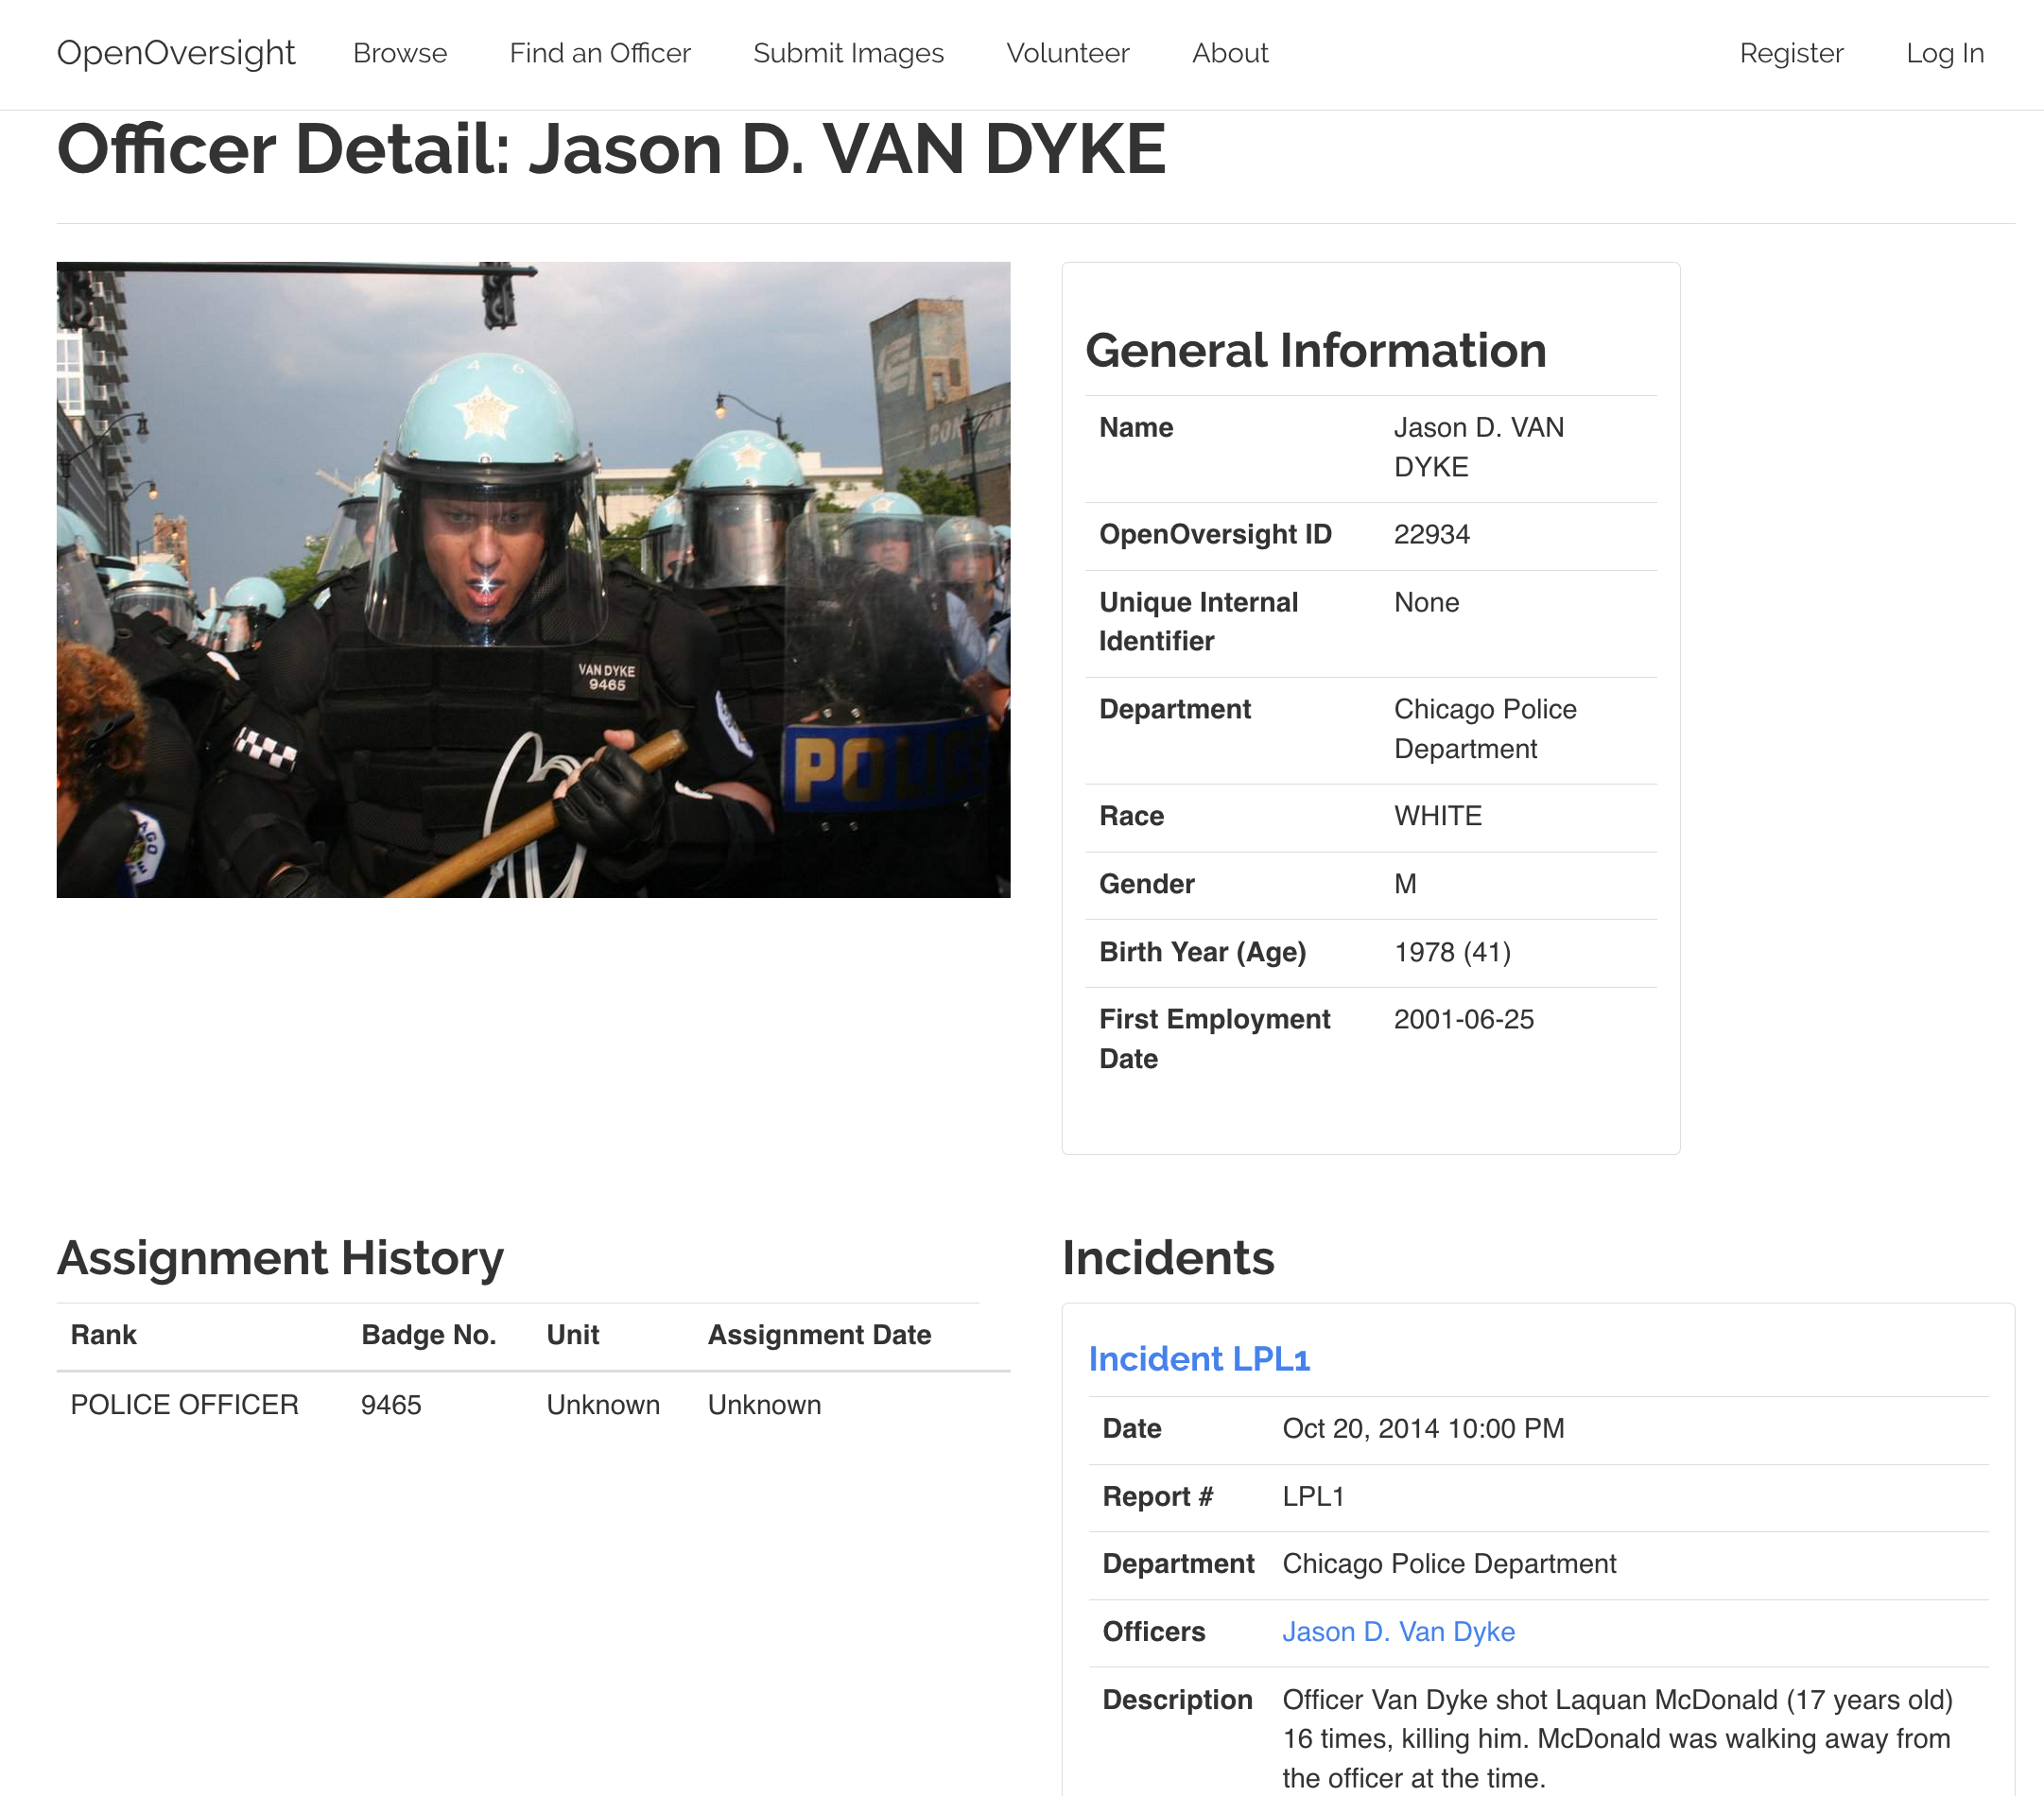 OpenOversight Browse Find an Officer Submit Images Volunteer About Register Log In
Officer Detail: Jason D. VAN DYKE
4 6
VAN DYKE
9465
POLICE
General Information
Name Jason D. VAN
DYKE
OpenOversight ID 22934
Unique Internal None
Identifier
Department Chicago Police
Department
Race WHITE
Gender M
Birth Year (Age) 1978 (41)
First Employment 2001-06-25
Date
Assignment History
Rank Badge No. Unit Assignment Date
POLICE OFFICER 9465 Unknown Unknown
Incidents
Incident LPL1
Date Oct 20, 2014 10:00 PM
Report # LPL1
Department Chicago Police Department
Officers Jason D. Van Dyke
Description Officer Van Dyke shot Laquan McDonald (17 years old)
16 times, killing him. McDonald was walking away from
the officer at the time.